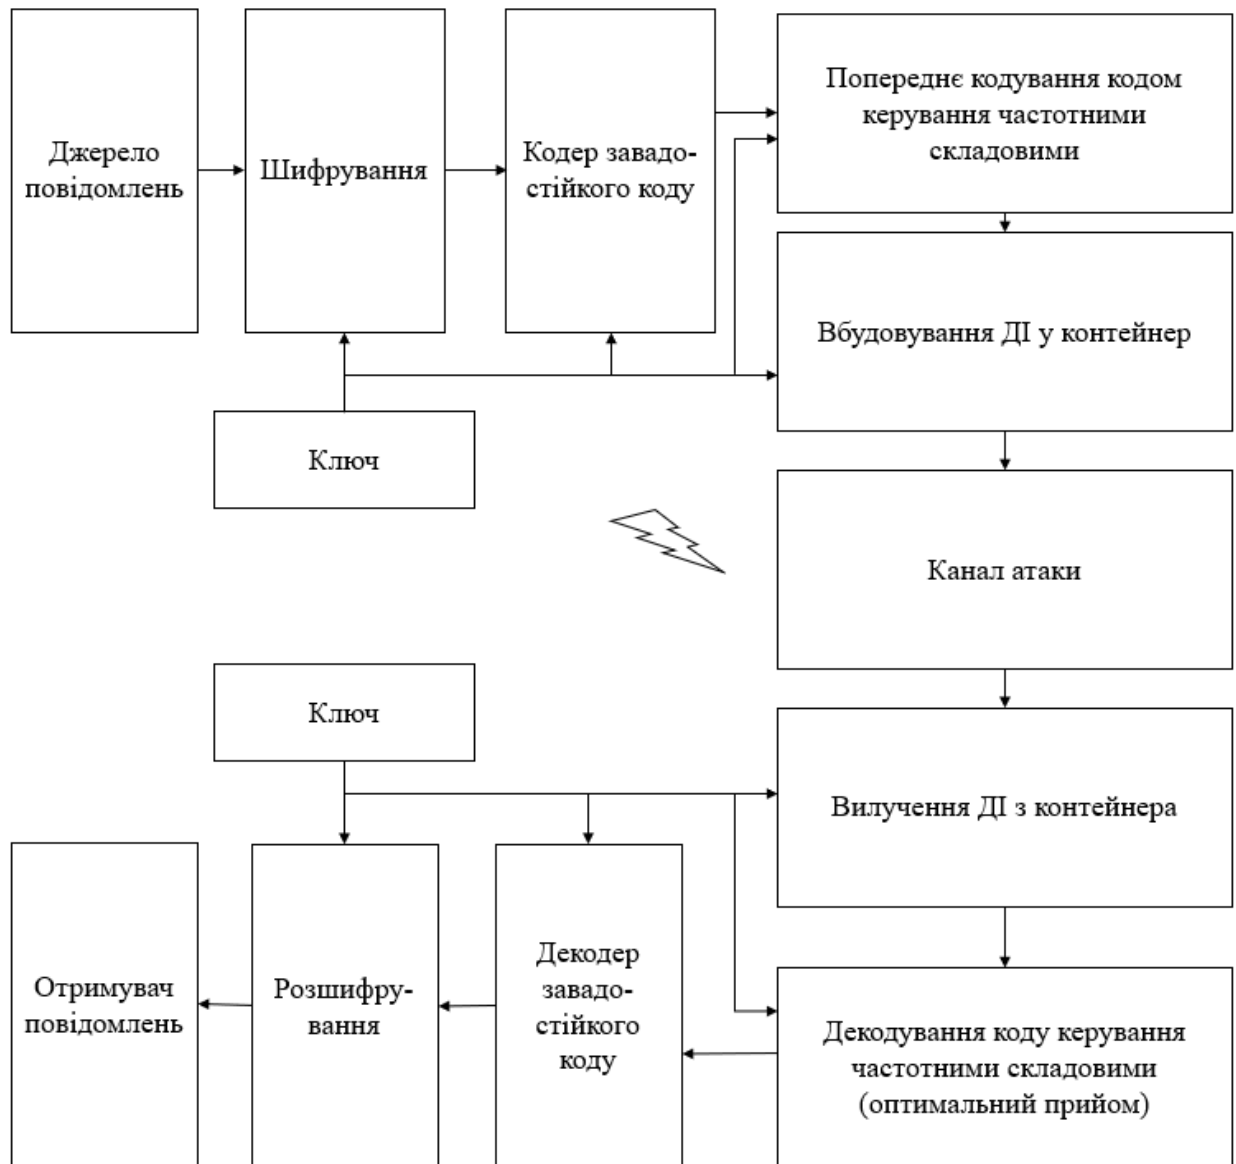 Джерело
повідомлень
Шифрування
Кодер завадо-
стійкого коду
Попереднє кодування кодом
керування частотними
складовими
Вбудовування ДІ у контейнер
Ключ
Канал атаки
Ключ
Вилучення ДІ з контейнера
Отримувач
повідомлень
Розшифру-
вання
Декодер
завадо-
стійкого
коду
Декодування коду керування
частотними складовими
(оптимальний прийом)